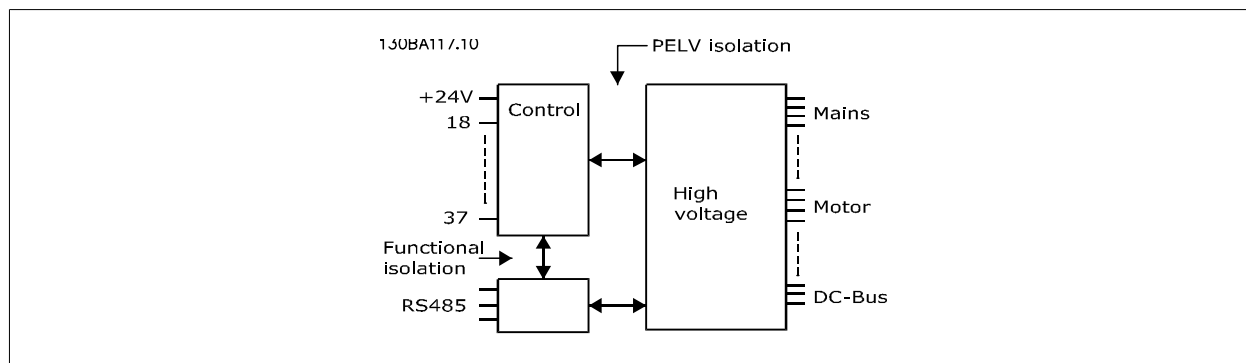 130BA117.10
PELV isolation
+24V
Control
18
37
Mains
High
voltage
Motor
Functional
isolation
RS485
DC-Bus